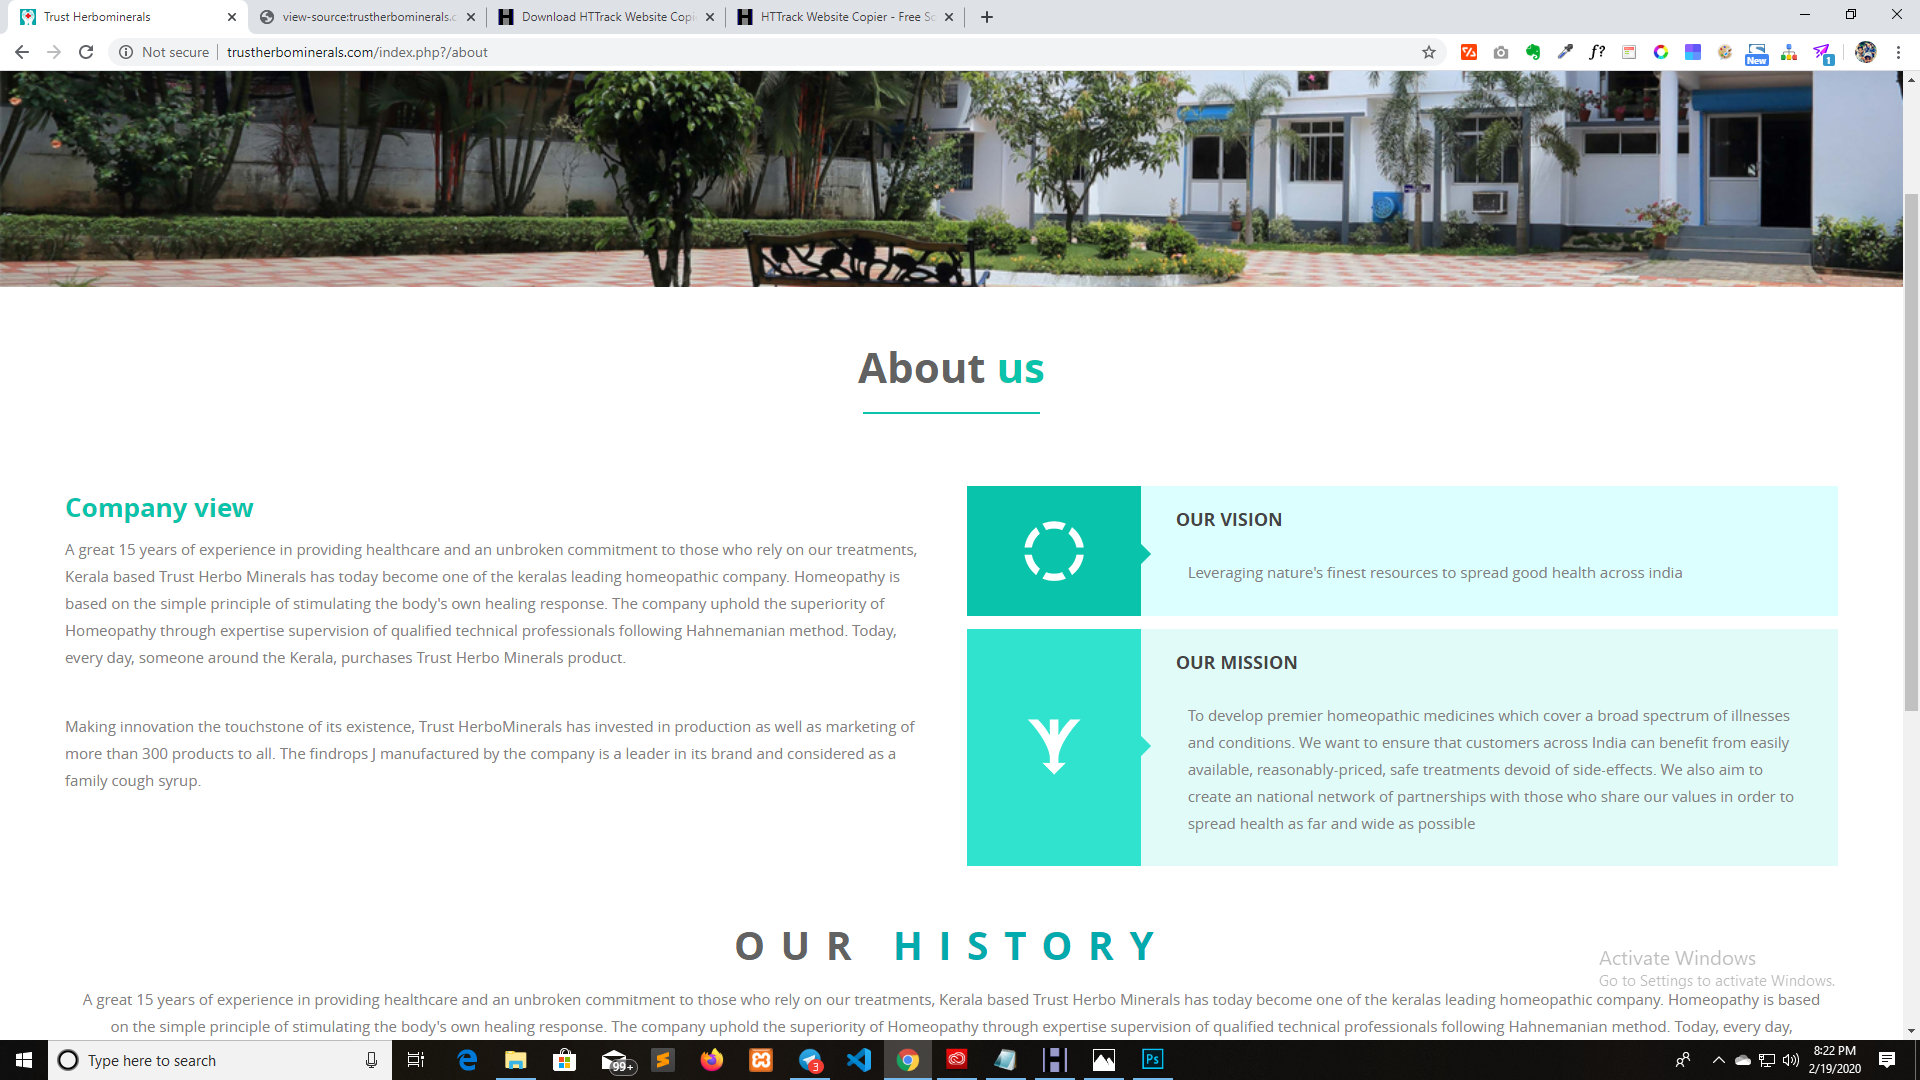 Trust Herbominerals
view-source:trustherbominerals.c
Download HTTrack Website Copi
HTTrack Website Copier - Free So
Not secure
trustherbominerals.com/index.php?/about
f?
New
1
About us
Company view
A great 15 years of experience in providing healthcare and an unbroken commitment to those who rely on our treatments,
Kerala based Trust Herbo Minerals has today become one of the keralas leading homeopathic company. Homeopathy is
based on the simple principle of stimulating the body's own healing response. The company uphold the superiority of
Homeopathy through expertise supervision of qualified technical professionals following Hahnemanian method. Today,
every day, someone around the Kerala, purchases Trust Herbo Minerals product.
Making innovation the touchstone of its existence, Trust HerboMinerals has invested in production as well as marketing of
more than 300 products to all. The findrops J manufactured by the company is a leader in its brand and considered as a
family cough syrup.
OUR VISION
Leveraging nature's finest resources to spread good health across india
OUR MISSION
To develop premier homeopathic medicines which cover a broad spectrum of illnesses
and conditions. We want to ensure that customers across India can benefit from easily
available, reasonably-priced, safe treatments devoid of side-effects. We also aim to
create an national network of partnerships with those who share our values in order to
spread health as far and wide as possible
OUR HISTORY
Activate Windows
Go to Settings to activate Windows.
A great 15 years of experience in providing healthcare and an unbroken commitment to those who rely on our treatments, Kerala based Trust Herbo Minerals has today become one of the keralas leading homeopathic company. Homeopathy is based
on the simple principle of stimulating the body's own healing response. The company uphold the superiority of Homeopathy through expertise supervision of qualified technical professionals following Hahnemanian method. Today, every day,
Type here to search
99+
3
Ps
8:22 PM
2/19/2020